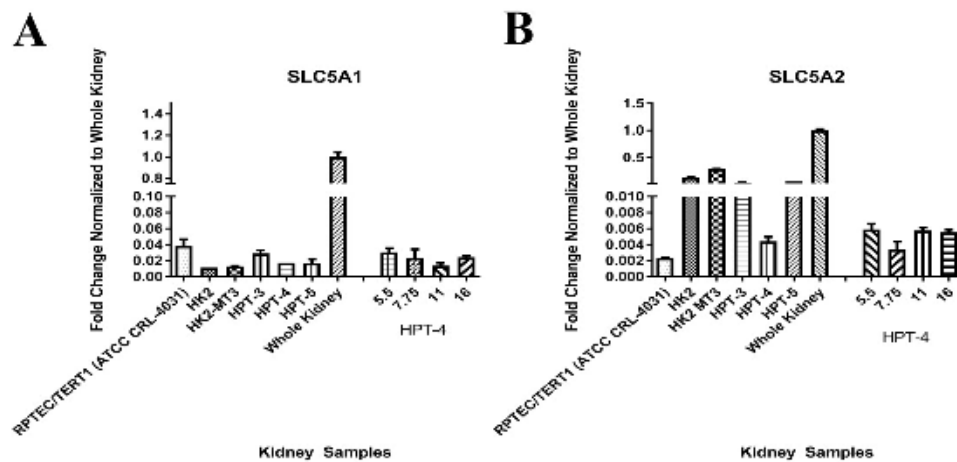 A
SLC5A1
Fold Change Normalized to Whole Kidney
1.4
1.2
1.0
0.8
0.10
0.08
0.06
0.04
0.02
0.00
RPTEC/TERT1 (ATCC CRL-4031)
HK2
HK2-MT3
HPT-3
HPT-4
HPT-5
Whole Kidney
5.5
7.75
11
16
HPT-4
Kidney Samples
B
SLC5A2
Fold Change Normalized to Whole Kidney
1.5
1.0
0.5
0.010
0.008
0.006
0.004
0.002
0.000
RPTEC/TERT1 (ATCC CRL-4031)
HK2
HK2 MT3
HPT-3
HPT-4
HPT-5
Whole Kidney
5.5
7.75
11
16
HPT-4
Kidney Samples